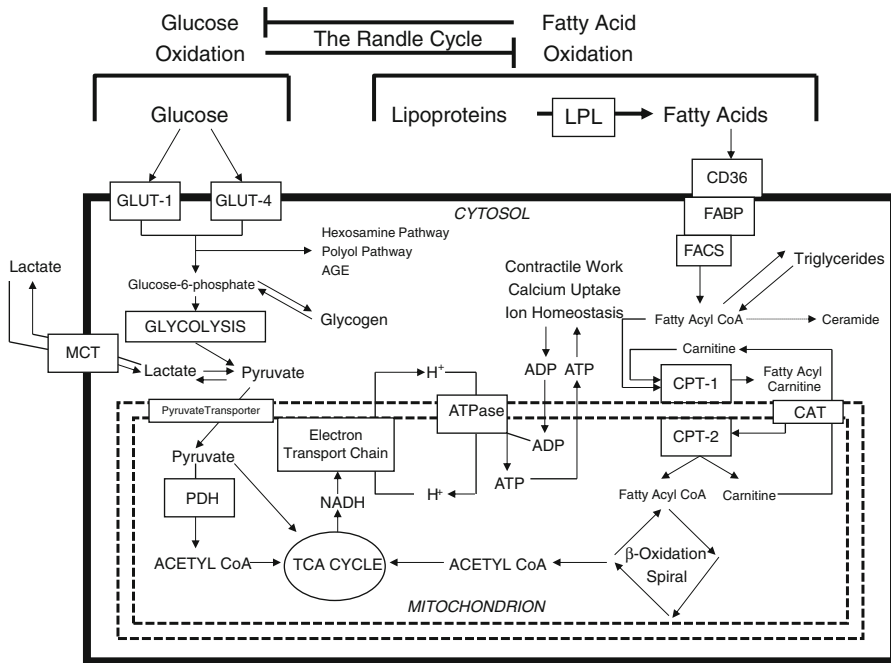 Glucose
Oxidation
The Randle Cycle
Fatty Acid
Oxidation
Glucose
Lipoproteins
LPL
Fatty Acids
GLUT-1
GLUT-4
CD36
FABP
FACS
CYTOSOL
Hexosamine Pathway
Polyol Pathway
AGE
Lactate
Glucose-6-phosphate
Glycogen
Contractile Work
Calcium Uptake
Ion Homeostasis
Triglycerides
Fatty Acyl CoA
Ceramide
GLYCOLYSIS
MCT
Lactate
Pyruvate
H+
ADP
ATP
Carnitine
CPT-1
Fatty Acyl
Carnitine
PyruvateTransporter
ATPase
CAT
Electron
Transport Chain
CPT-2
Pyruvate
ADP
ATP
H+
PDH
NADH
Fatty Acyl CoA
Carnitine
ACETYL CoA
TCA CYCLE
ACETYL CoA
β-Oxidation
Spiral
MITOCHONDRION